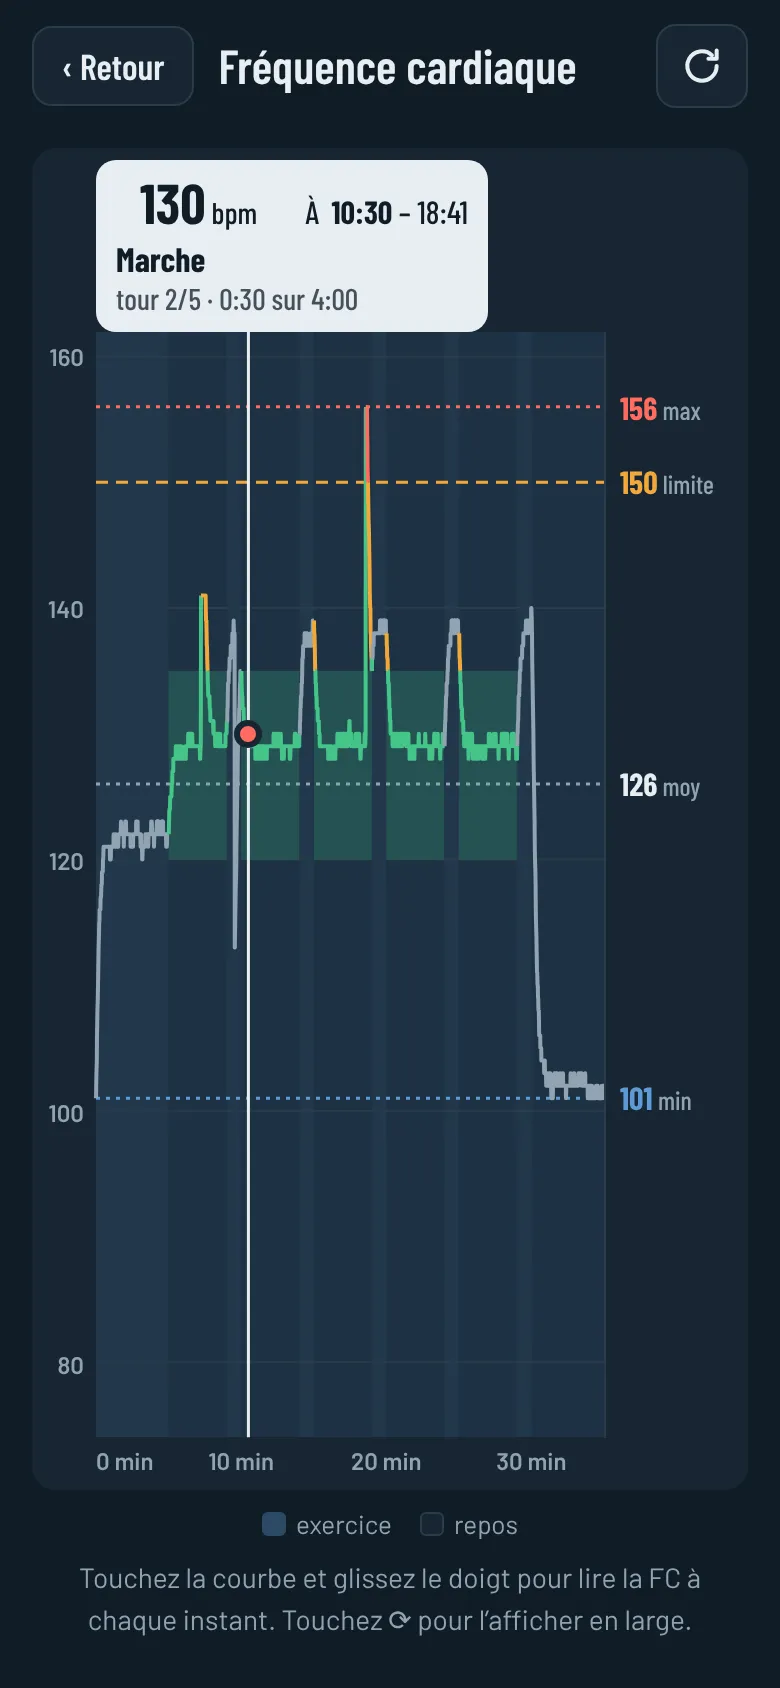 ‹ Retour
Fréquence cardiaque
130 bpm
À 10:30 – 18:41
Marche
tour 2/5 · 0:30 sur 4:00
160
156 max
150 limite
140
126 moy
120
101 min
100
80
0 min
10 min
20 min
30 min
exercice
repos
Touchez la courbe et glissez le doigt pour lire la FC à
chaque instant. Touchez ⟳ pour l’afficher en large.